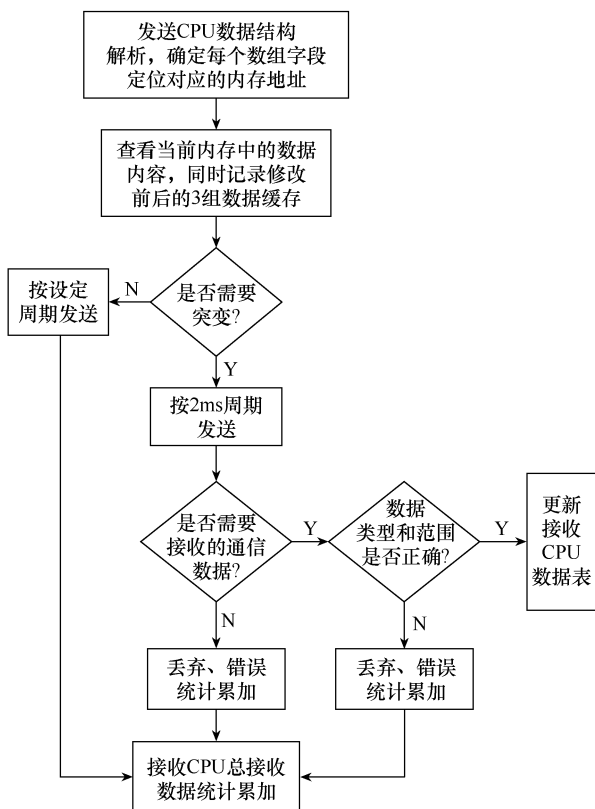 发送CPU数据结构
解析，确定每个数组字段
定位对应的内存地址
查看当前内存中的数据
内容，同时记录修改
前后的3组数据缓存
是否需要
突变?
N
按设定
周期发送
Y
按2ms周期
发送
是否需要
接收的通信
数据?
Y
数据
类型和范围
是否正确?
Y
更新
接收
CPU
数据表
N
丢弃、错误
统计累加
N
丢弃、错误
统计累加
接收CPU总接收
数据统计累加